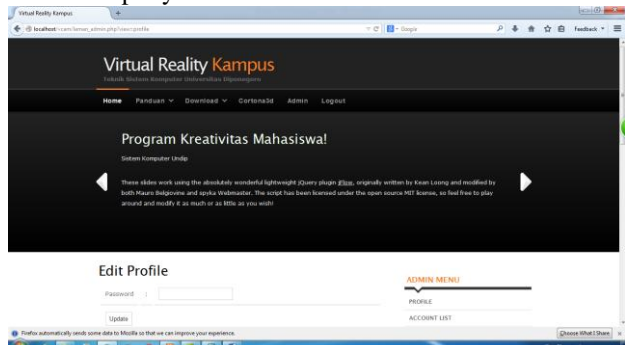 Virtual Reality Kampus
localhost/vcam/laman_admin.php?view=profile
Google
Feedback
Virtual Reality Kampus
Teknik Sistem Komputer Universitas Diponegoro
Home Panduan Download Cortona3d Admin Logout
Program Kreativitas Mahasiswa!
Sistem Komputer Undip
These slides work using the absolutely wonderful lightweight jQuery plugin jFlow, originally written by Kean Loong and modified by
both Mauro Belgiovine and spyka Webmaster. The script has been licensed under the open source MIT license, so feel free to play
around and modify it as much or as little as you wish!
Edit Profile
ADMIN MENU
Password :
PROFILE
Update
ACCOUNT LIST
Firefox automatically sends some data to Mozilla so that we can improve your experience.
Choose What I Share